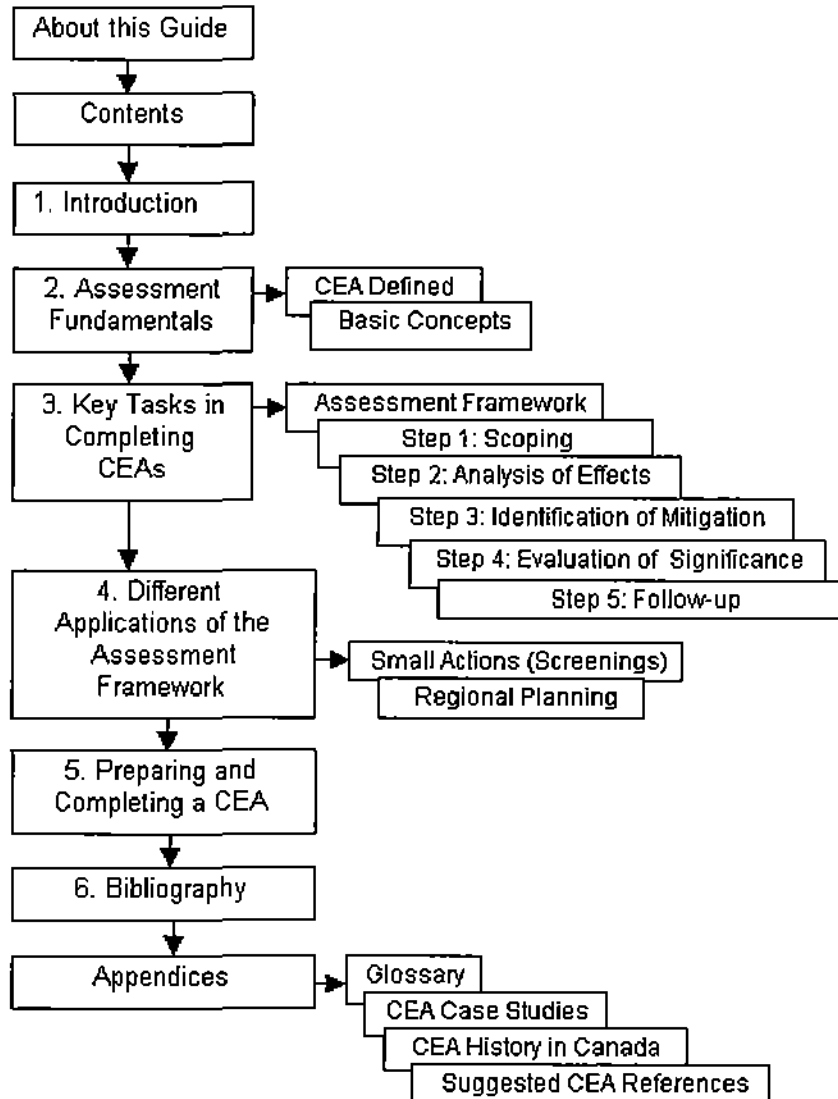 About this Guide
Contents
1. Introduction
2. Assessment
Fundamentals
CEA Defined
Basic Concepts
3. Key Tasks in
Completing
CEAs
Assessment Framework
Step 1: Scoping
Step 2: Analysis of Effects
Step 3: Identification of Mitigation
Step 4: Evaluation of Significance
Step 5: Follow-up
4. Different
Applications of the
Assessment
Framework
Small Actions (Screenings)
Regional Planning
5. Preparing and
Completing a CEA
6. Bibliography
Appendices
Glossary
CEA Case Studies
CEA History in Canada
Suggested CEA References